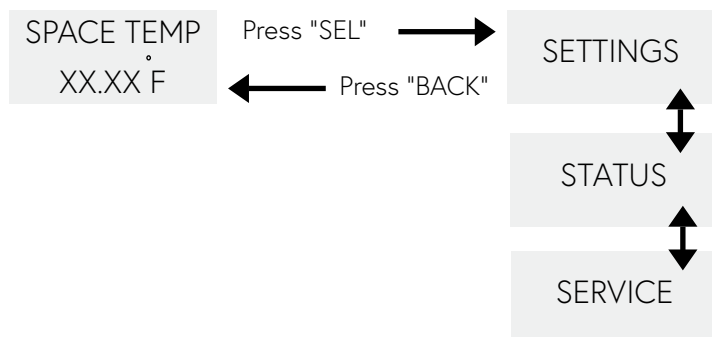 SPACE TEMP
XX.XX °F
Press "SEL"
Press "BACK"
SETTINGS
STATUS
SERVICE